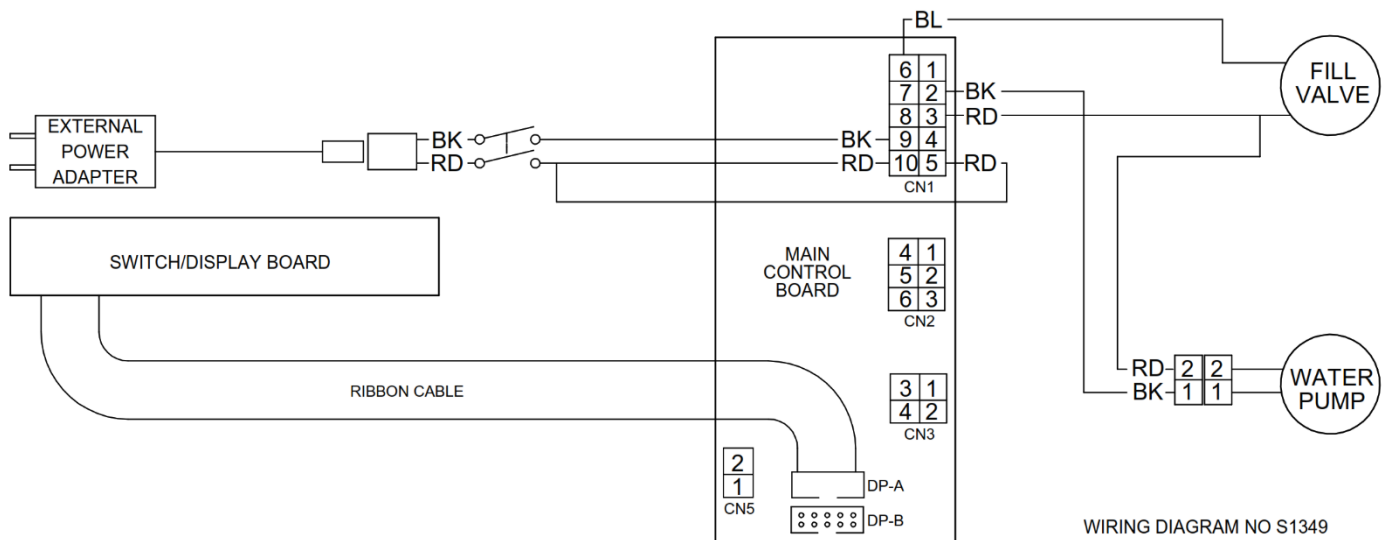 BL
6 1
7 2 BK
8 3 RD
BK BK 9 4
RD RD 10 5 RD
CN1
EXTERNAL
POWER
ADAPTER
FILL
VALVE
SWITCH/DISPLAY BOARD
MAIN
CONTROL
BOARD
4 1
5 2
6 3
CN2
RIBBON CABLE
3 1
4 2
CN3
RD 2 2
BK 1 1
WATER
PUMP
2
1
CN5
DP-A
DP-B
WIRING DIAGRAM NO S1349